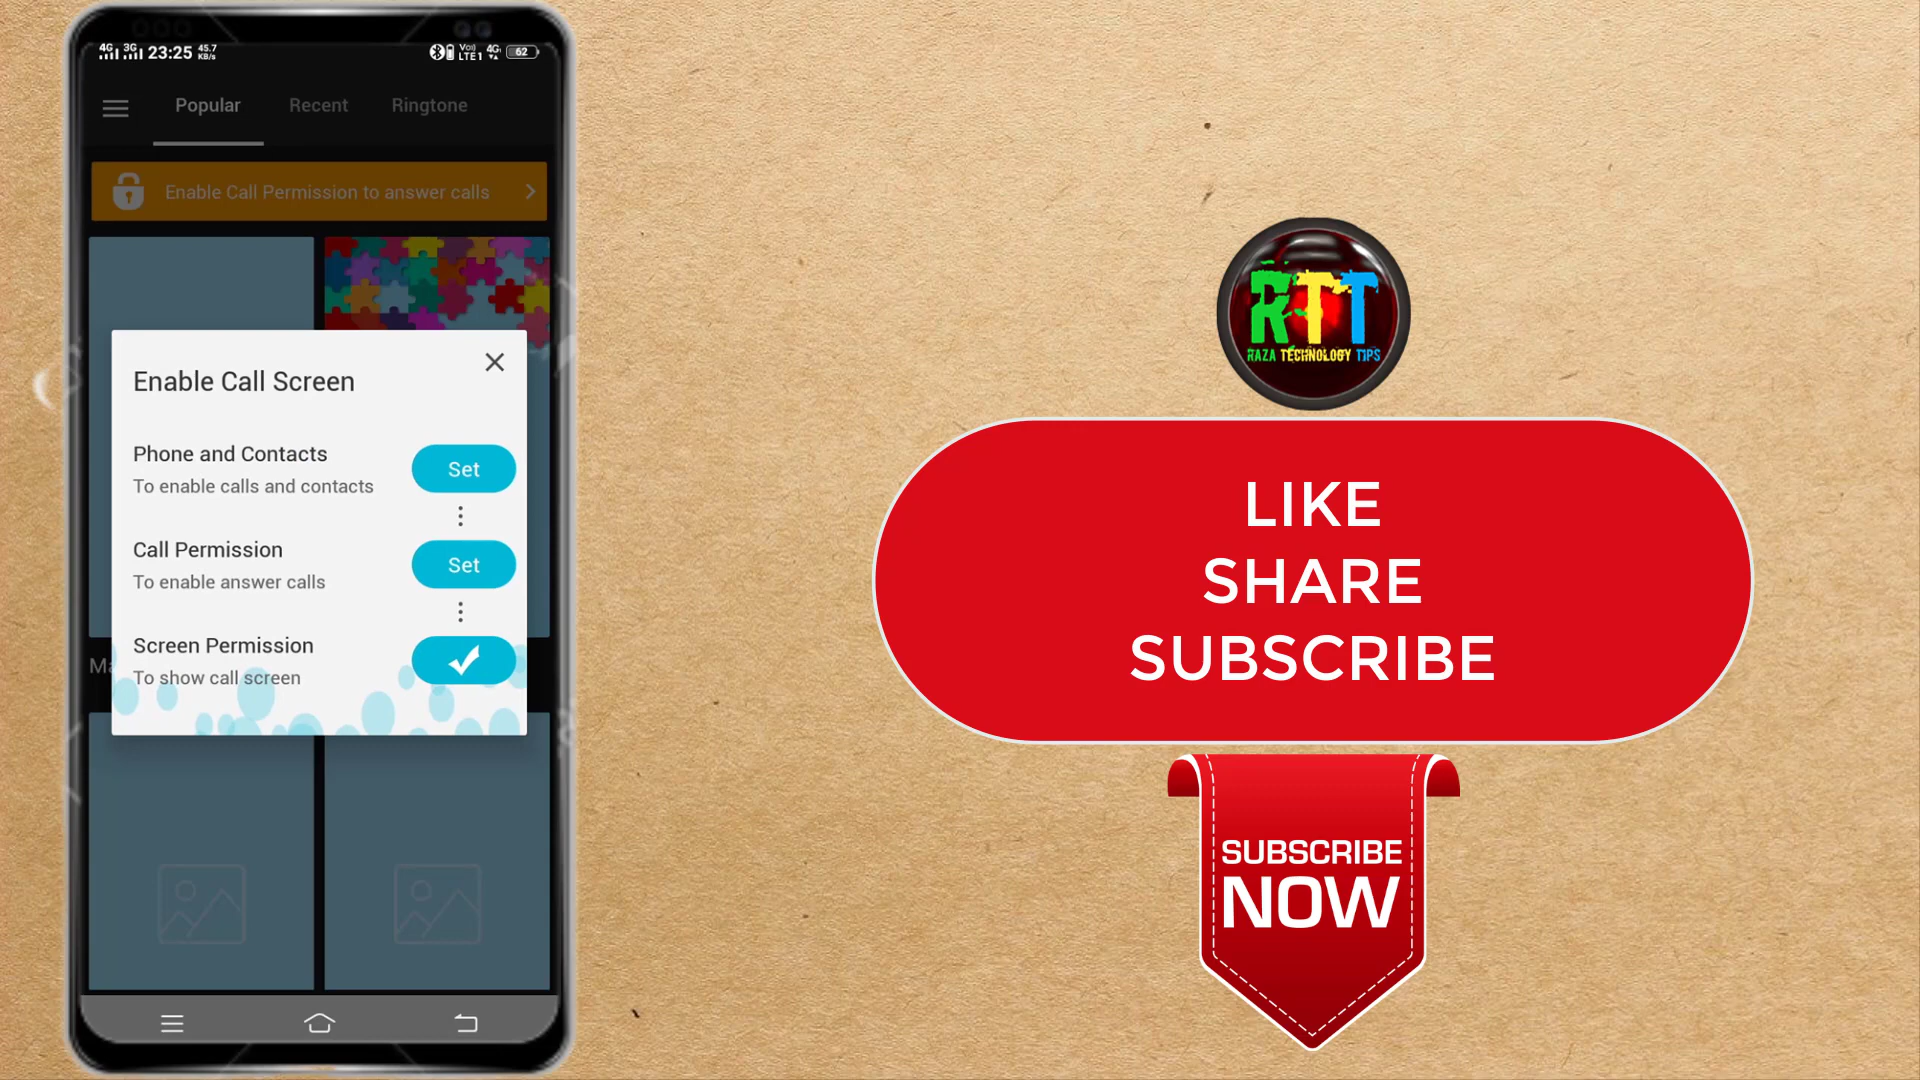 4G 3G 23:25 45.7 KB/s
VoLTE1 4G 62
Popular Recent Ringtone
Enable Call Permission to answer calls
Enable Call Screen
Phone and Contacts
Set
To enable calls and contacts
Call Permission
Set
To enable answer calls
Screen Permission
To show call screen
RTT
RAZA TECHNOLOGY TIPS
LIKE
SHARE
SUBSCRIBE
SUBSCRIBE
NOW